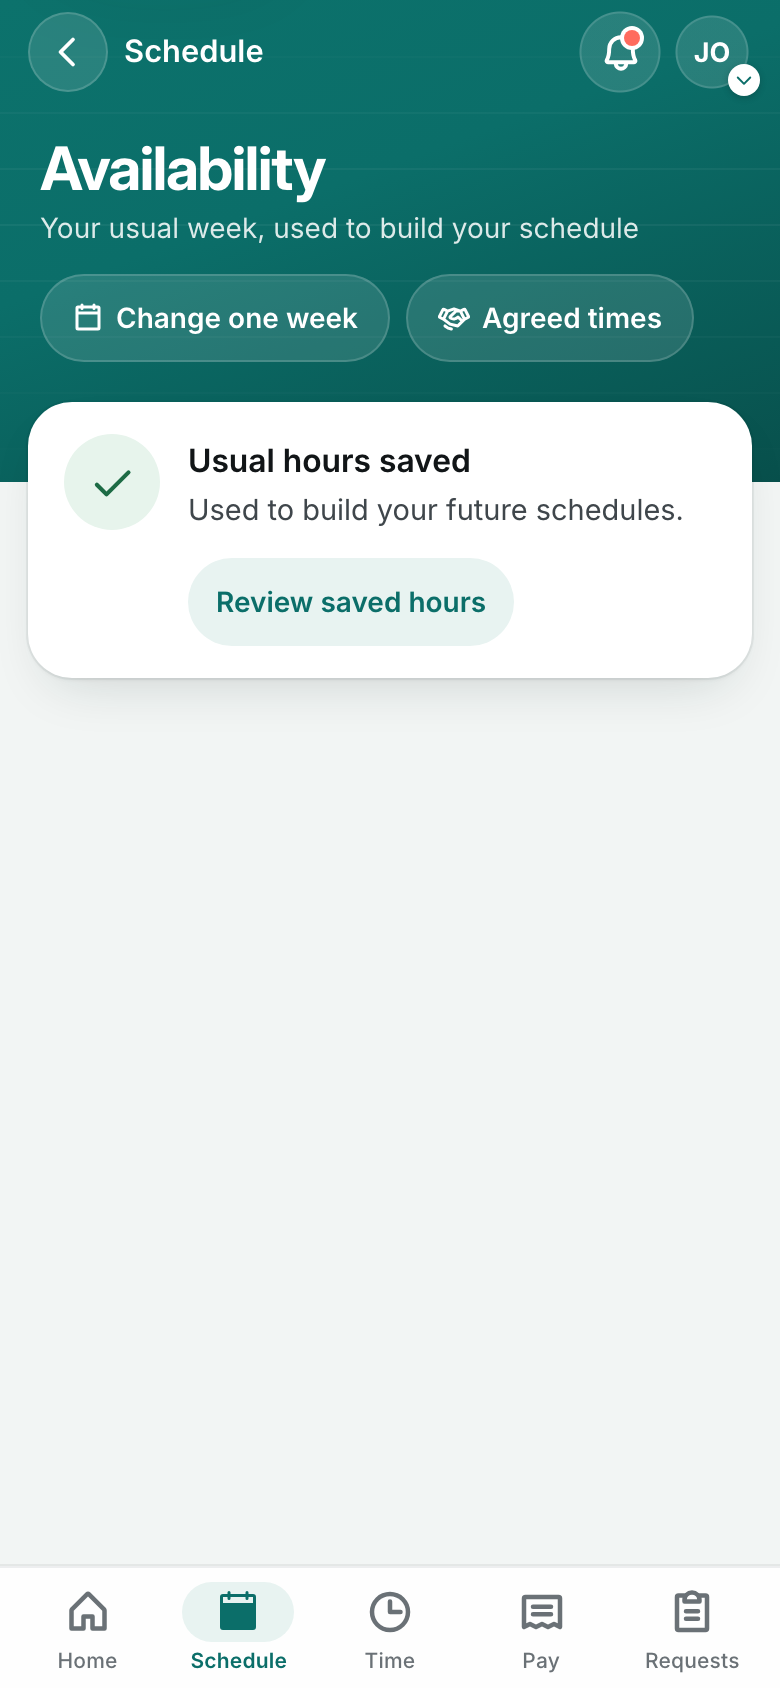 Schedule
JO
Availability
Your usual week, used to build your schedule
Change one week
Agreed times
Usual hours saved
Used to build your future schedules.
Review saved hours
Home
Schedule
Time
Pay
Requests